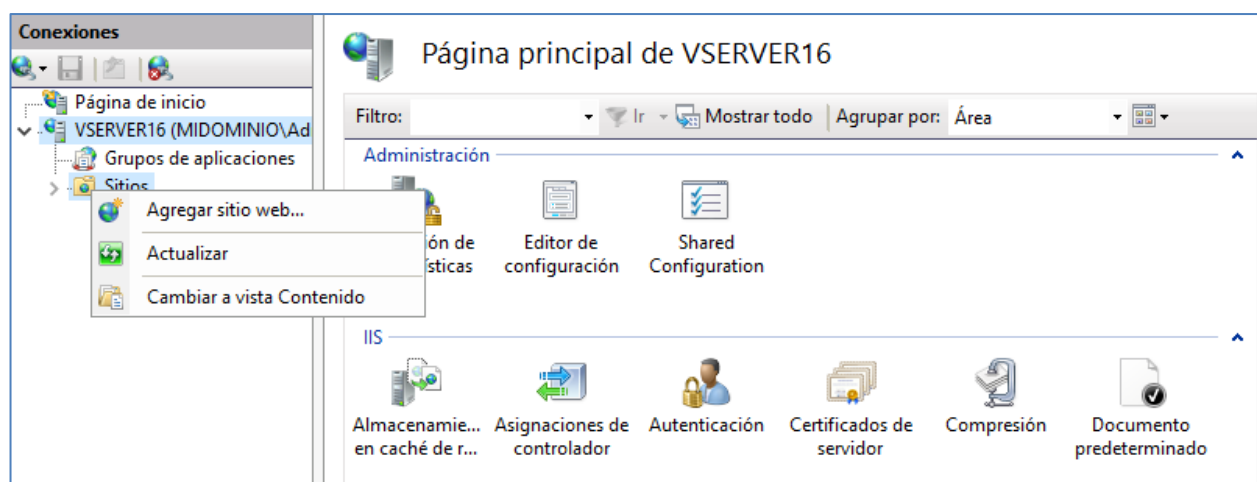 Conexiones
Página de inicio
VSERVER16 (MIDOMINIO\Ad
Grupos de aplicaciones
Sitios
Agregar sitio web...
Actualizar
Cambiar a vista Contenido
Página principal de VSERVER16
Filtro: Ir Mostrar todo Agrupar por: Área
Administración
ión de
ísticas
Editor de
configuración
Shared
Configuration
IIS
Almacenamie...
en caché de r...
Asignaciones de
controlador
Autenticación
Certificados de
servidor
Compresión
Documento
predeterminado